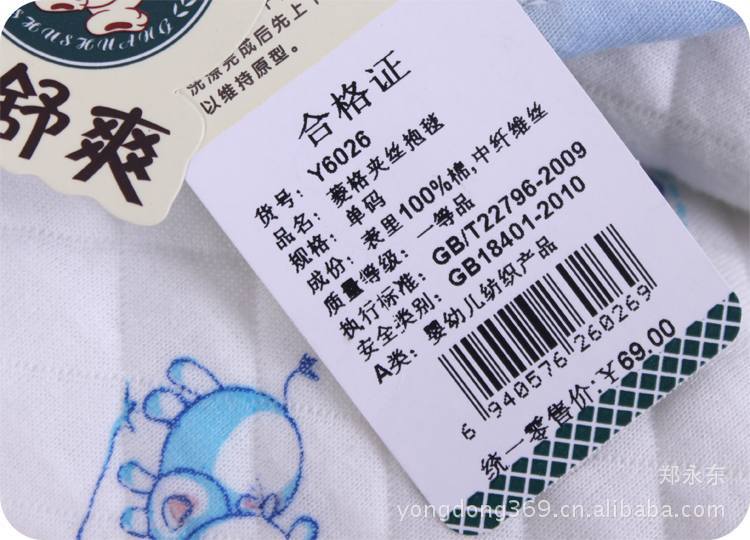 SHUSHUANG
舒爽
洗涤完成后先上下
以维持原型。
合格证
货号：Y6026
品名：菱格夹丝抱毯
规格：单码
成份：表里100%棉，中纤维丝
质量等级：一等品
执行标准：GB/T22796-2009
安全类别：GB18401-2010
A类：婴幼儿纺织产品
6 940576 260269
统一零售价：¥69.00
郑永东
yongdong369.cn.alibaba.com